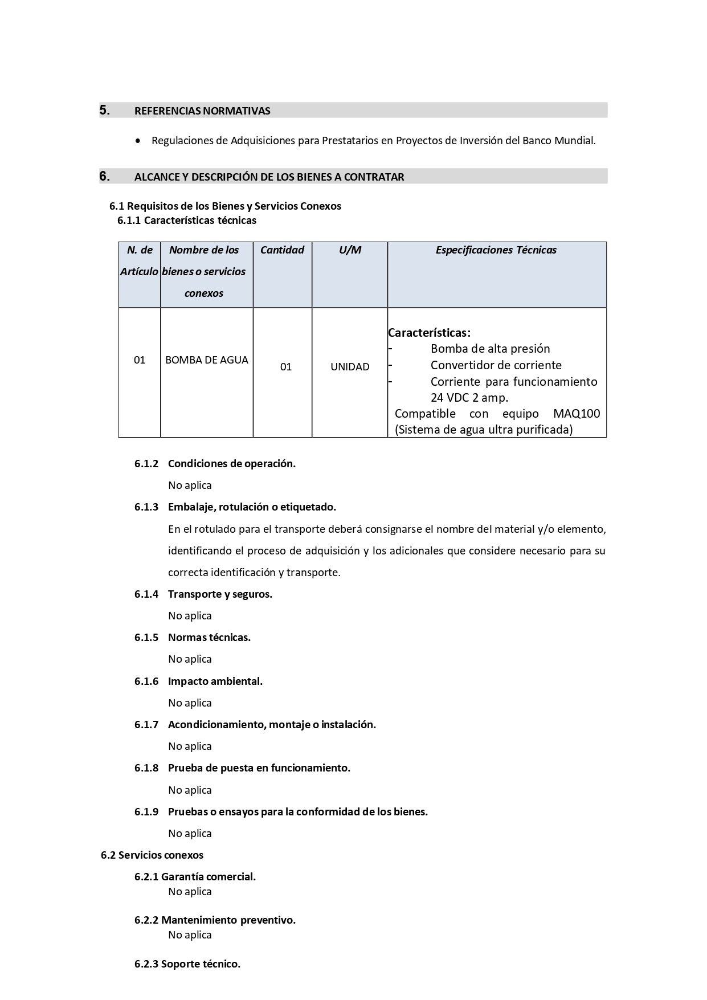 5. REFERENCIAS NORMATIVAS
• Regulaciones de Adquisiciones para Prestatarios en Proyectos de Inversión del Banco Mundial.
6. ALCANCE Y DESCRIPCIÓN DE LOS BIENES A CONTRATAR
6.1 Requisitos de los Bienes y Servicios Conexos
6.1.1 Características técnicas
N. de Artículo
Nombre de los bienes o servicios conexos
Cantidad
U/M
Especificaciones Técnicas
01
BOMBA DE AGUA
01
UNIDAD
Características:
- Bomba de alta presión
- Convertidor de corriente
- Corriente para funcionamiento
24 VDC 2 amp.
Compatible con equipo MAQ100
(Sistema de agua ultra purificada)
6.1.2 Condiciones de operación.
No aplica
6.1.3 Embalaje, rotulación o etiquetado.
En el rotulado para el transporte deberá consignarse el nombre del material y/o elemento,
identificando el proceso de adquisición y los adicionales que considere necesario para su
correcta identificación y transporte.
6.1.4 Transporte y seguros.
No aplica
6.1.5 Normas técnicas.
No aplica
6.1.6 Impacto ambiental.
No aplica
6.1.7 Acondicionamiento, montaje o instalación.
No aplica
6.1.8 Prueba de puesta en funcionamiento.
No aplica
6.1.9 Pruebas o ensayos para la conformidad de los bienes.
No aplica
6.2 Servicios conexos
6.2.1 Garantía comercial.
No aplica
6.2.2 Mantenimiento preventivo.
No aplica
6.2.3 Soporte técnico.